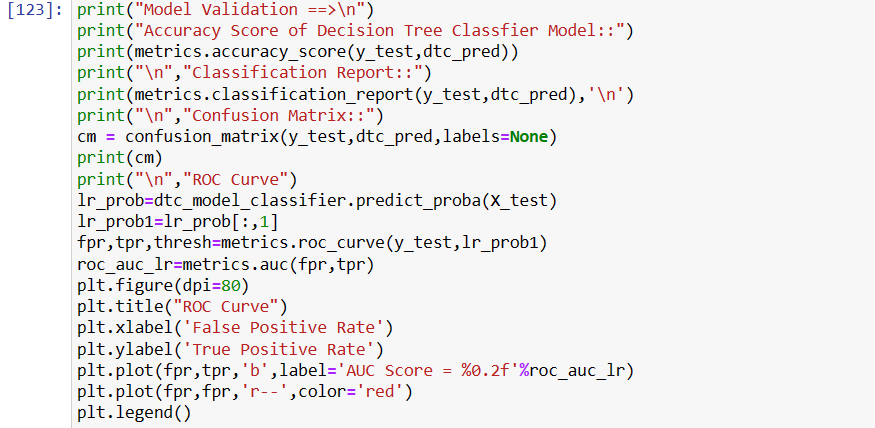 [123]: print("Model Validation ==>\n")
print("Accuracy Score of Decision Tree Classfier Model::")
print(metrics.accuracy_score(y_test,dtc_pred))
print("\n","Classification Report::")
print(metrics.classification_report(y_test,dtc_pred),'\n')
print("\n","Confusion Matrix::")
cm = confusion_matrix(y_test,dtc_pred,labels=None)
print(cm)
print("\n","ROC Curve")
lr_prob=dtc_model_classifier.predict_proba(X_test)
lr_prob1=lr_prob[:,1]
fpr,tpr,thresh=metrics.roc_curve(y_test,lr_prob1)
roc_auc_lr=metrics.auc(fpr,tpr)
plt.figure(dpi=80)
plt.title("ROC Curve")
plt.xlabel('False Positive Rate')
plt.ylabel('True Positive Rate')
plt.plot(fpr,tpr,'b',label='AUC Score = %0.2f'%roc_auc_lr)
plt.plot(fpr,fpr,'r--',color='red')
plt.legend()